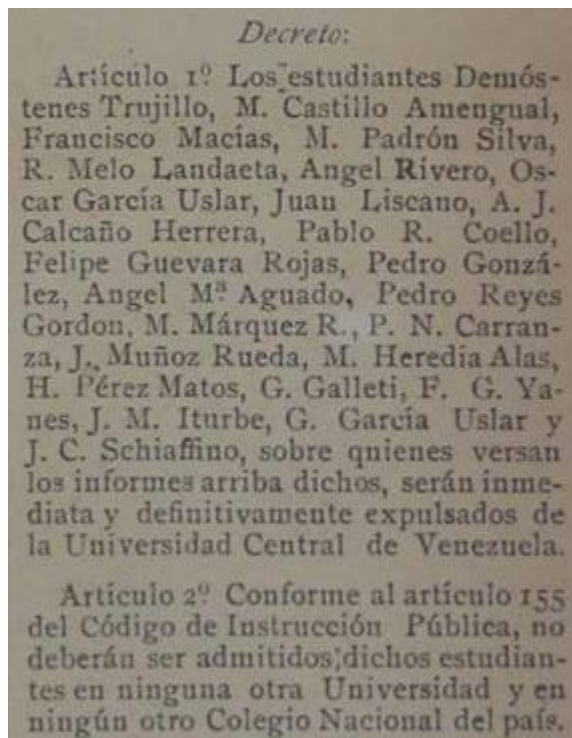 Decreto:
Artículo 1º Los estudiantes Demós-
tenes Trujillo, M. Castillo Amengual,
Francisco Macias, M. Padrón Silva,
R. Melo Landaeta, Angel Rivero, Os-
car García Uslar, Juan Liscano, A. J.
Calcaño Herrera, Pablo R. Coello,
Felipe Guevara Rojas, Pedro Gonzá-
lez, Angel Mª Aguado, Pedro Reyes
Gordon, M. Márquez R., P. N. Carran-
za, J. Muñoz Rueda, M. Heredia Alas,
H. Pérez Matos, G. Galleti, F. G. Ya-
nes, J. M. Iturbe, G. García Uslar y
J. C. Schiaffino, sobre qnienes versan
los informes arriba dichos, serán inme-
diata y definitivamente expulsados de
la Universidad Central de Venezuela.
Artículo 2º Conforme al artículo 155
del Código de Instrucción Pública, no
deberán ser admitidos dichos estudian-
tes en ninguna otra Universidad y en
ningún otro Colegio Nacional del país.